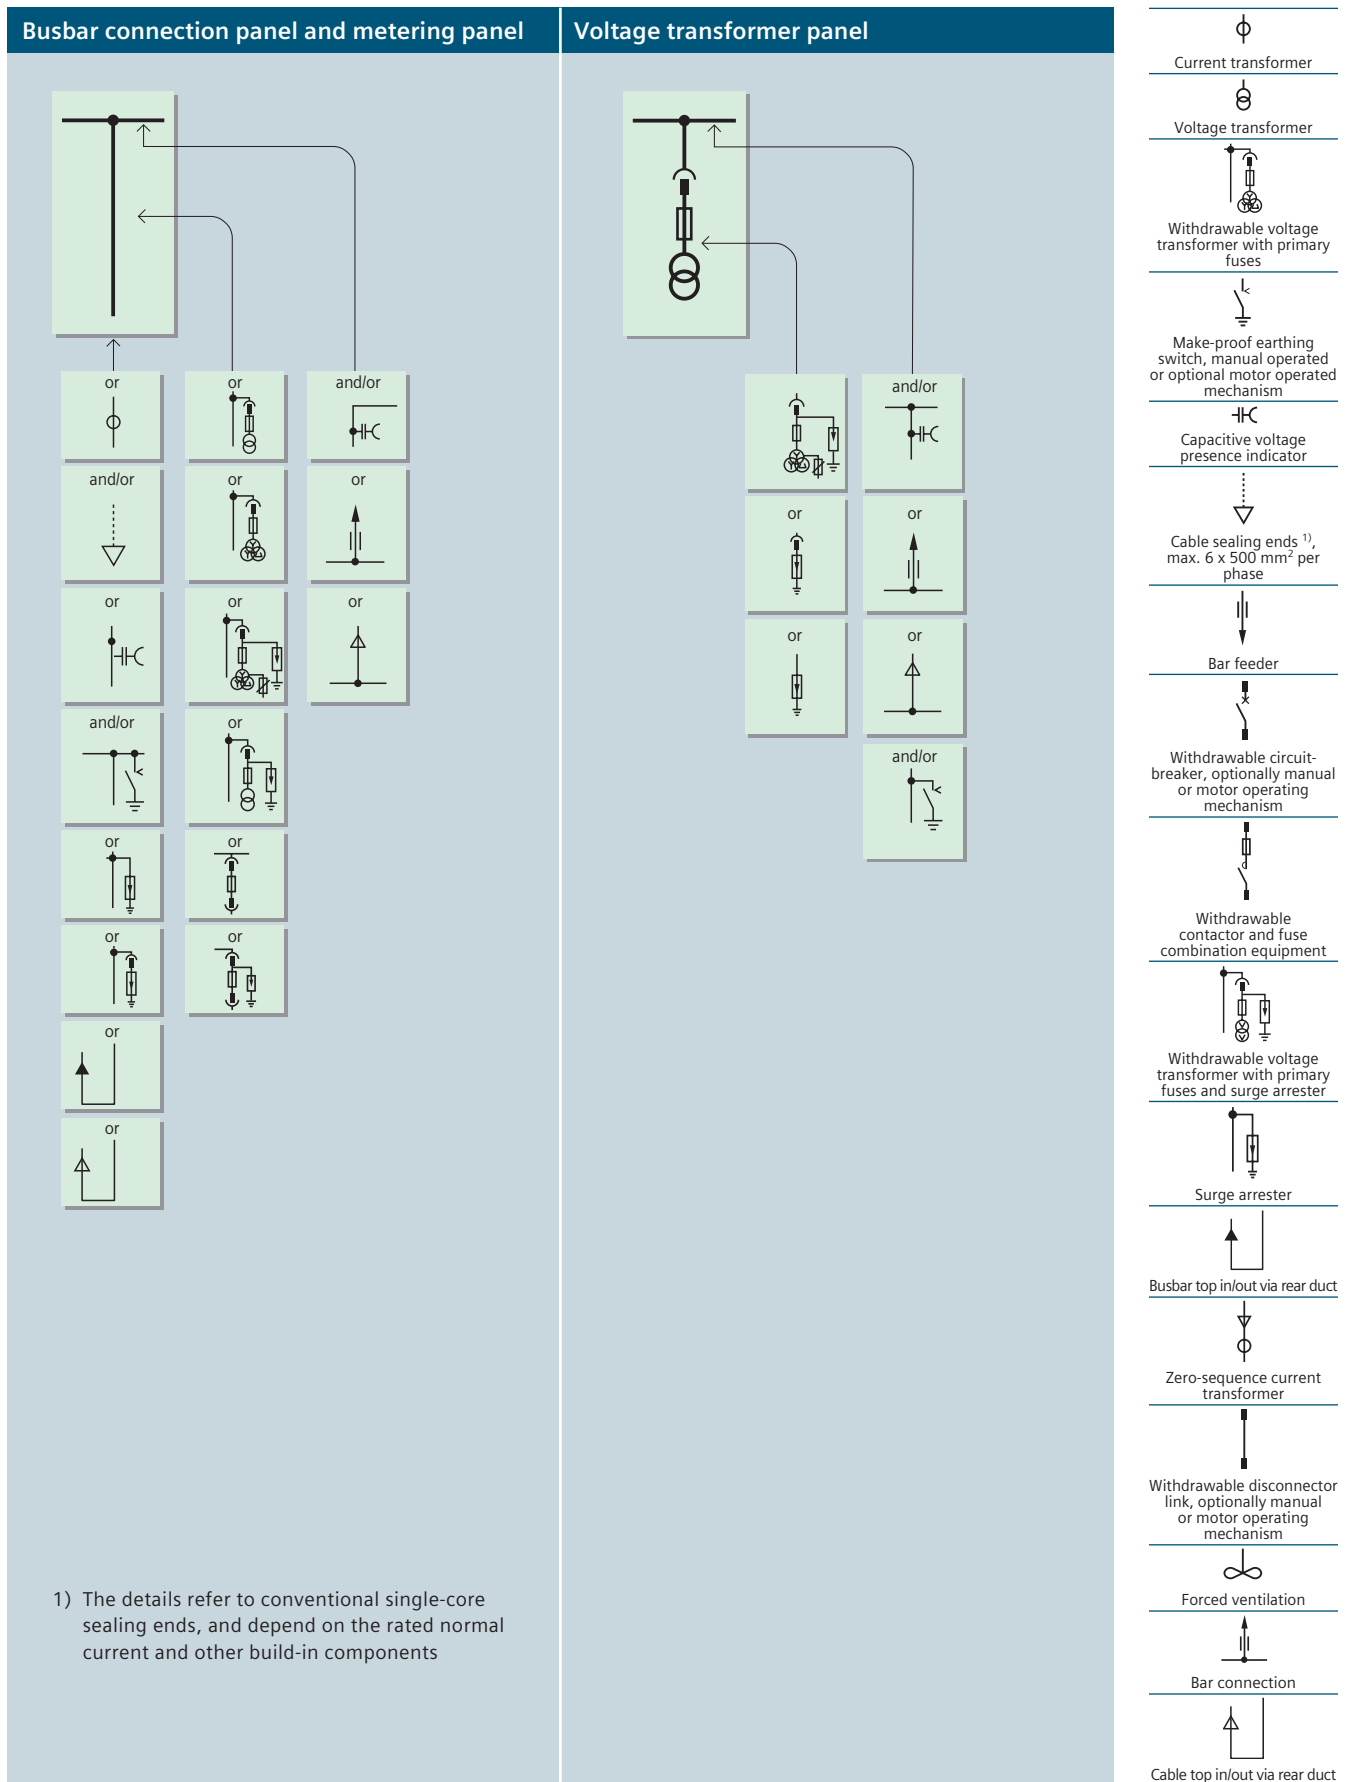 Busbar connection panel and metering panel
Voltage transformer panel
or
or
and/or
and/or
or
or
or
or
or
and/or
or
or
or
or
or
or
or
and/or
or
or
or
or
and/or
1) The details refer to conventional single-core
sealing ends, and depend on the rated normal
current and other build-in components
Current transformer
Voltage transformer
Withdrawable voltage
transformer with primary
fuses
Make-proof earthing
switch, manual operated
or optional motor operated
mechanism
Capacitive voltage
presence indicator
Cable sealing ends 1),
max. 6 x 500 mm2 per
phase
Bar feeder
Withdrawable circuit-
breaker, optionally manual
or motor operating
mechanism
Withdrawable
contactor and fuse
combination equipment
Withdrawable voltage
transformer with primary
fuses and surge arrester
Surge arrester
Busbar top in/out via rear duct
Zero-sequence current
transformer
Withdrawable disconnector
link, optionally manual
or motor operating
mechanism
Forced ventilation
Bar connection
Cable top in/out via rear duct